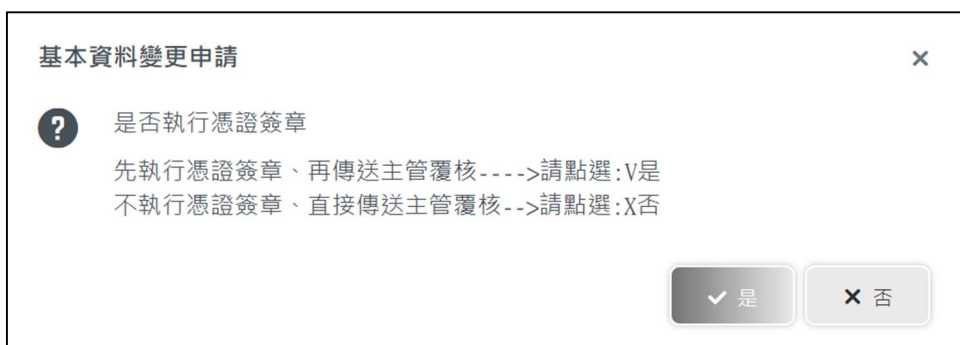 基本資料變更申請
是否執行憑證簽章
先執行憑證簽章、再傳送主管覆核---->請點選:V是
不執行憑證簽章、直接傳送主管覆核-->請點選:X否
是
否